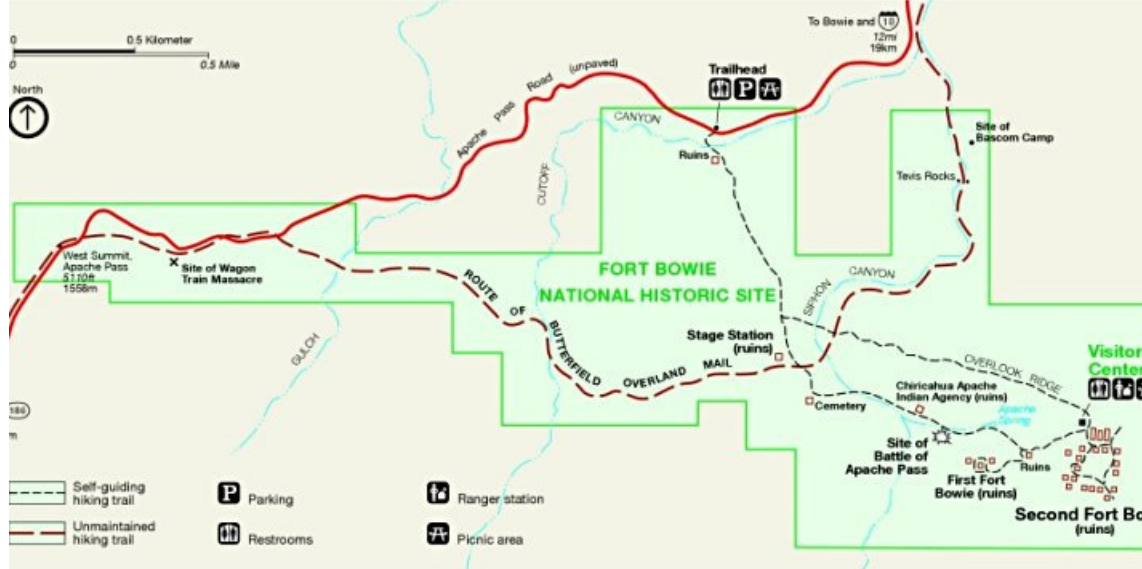 To Bowie and 10
12mi
19km
0 0.5 Kilometer
0 0.5 Mile
North
Apache Pass Road (unpaved)
Trailhead
P
CANYON
Ruins
Site of
Bascom Camp
Tevis Rocks
CUTOFF
West Summit,
Apache Pass
5110ft
1558m
Site of Wagon
Train Massacre
FORT BOWIE
NATIONAL HISTORIC SITE
SIPHON CANYON
ROUTE OF BUTTERFIELD OVERLAND MAIL
GULCH
Stage Station
(ruins)
OVERLOOK RIDGE
Visitor
Center
Chiricahua Apache
Indian Agency (ruins)
Cemetery
Apache
Spring
Site of
Battle of
Apache Pass
Ruins
First Fort
Bowie (ruins)
Second Fort Bo
(ruins)
186
m
Self-guiding
hiking trail
P Parking
Ranger station
Unmaintained
hiking trail
Restrooms
Picnic area